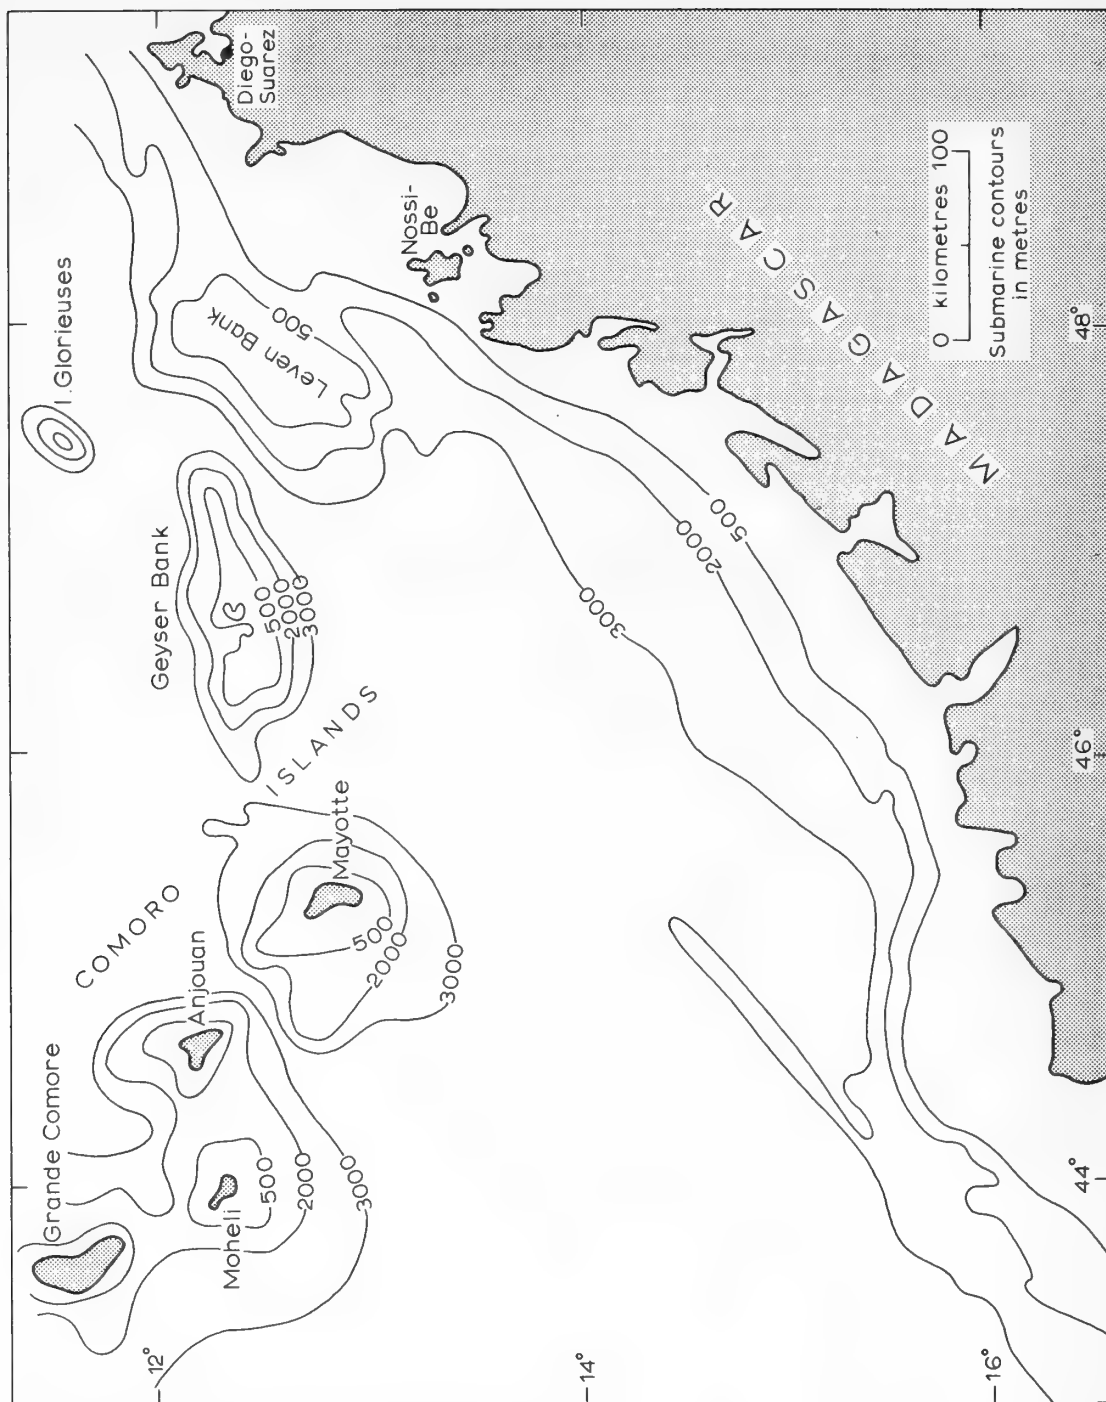 Grande Comore
Moheli
Anjouan
COMORO
ISLANDS
Mayotte
Geyser Bank
I. Glorieuses
Leven Bank
Diego-
Suarez
Nossi-
Be
MADAGASCAR
500
2000
3000
500
2000
3000
500
2000
3000
500
3000
2000
500
0 kilometres 100
Submarine contours
in metres
12°
14°
16°
44°
46°
48°